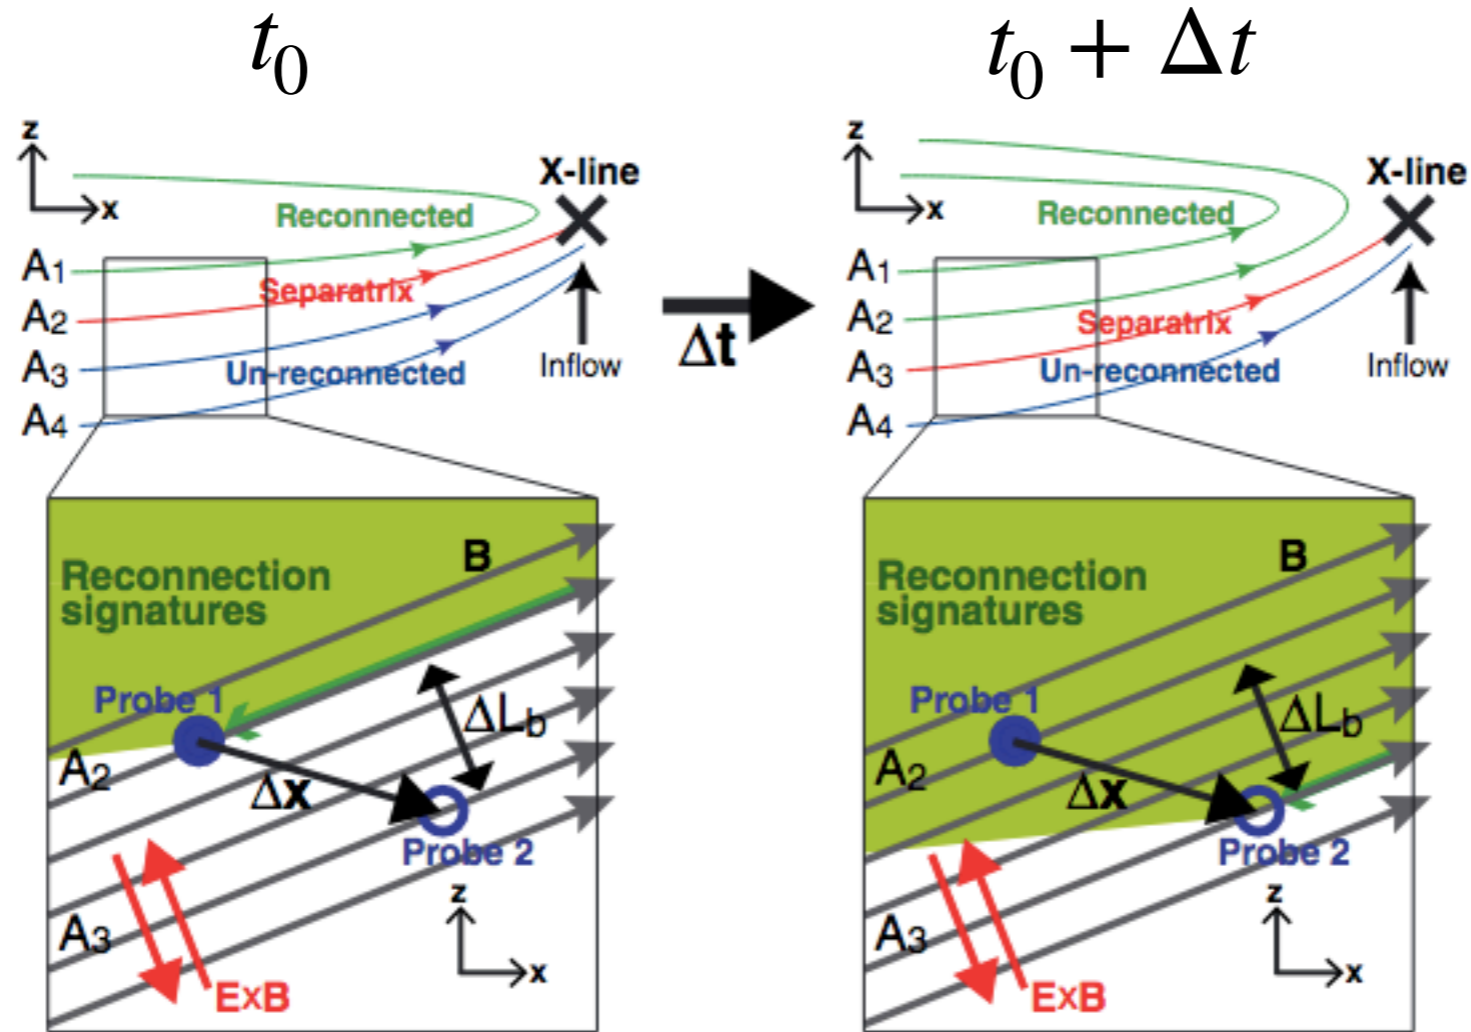 t₀
t₀ + Δt
z
x
X-line
Reconnected
A₁
Separatrix
A₂
A₃
Un-reconnected
Inflow
A₄
Δt
z
x
X-line
Reconnected
A₁
A₂
Separatrix
A₃
Un-reconnected
Inflow
A₄
B
Reconnection
signatures
Probe 1
ΔL_b
A₂
Δx
Probe 2
A₃
z
x
ExB
B
Reconnection
signatures
Probe 1
ΔL_b
A₂
Δx
Probe 2
A₃
z
x
ExB